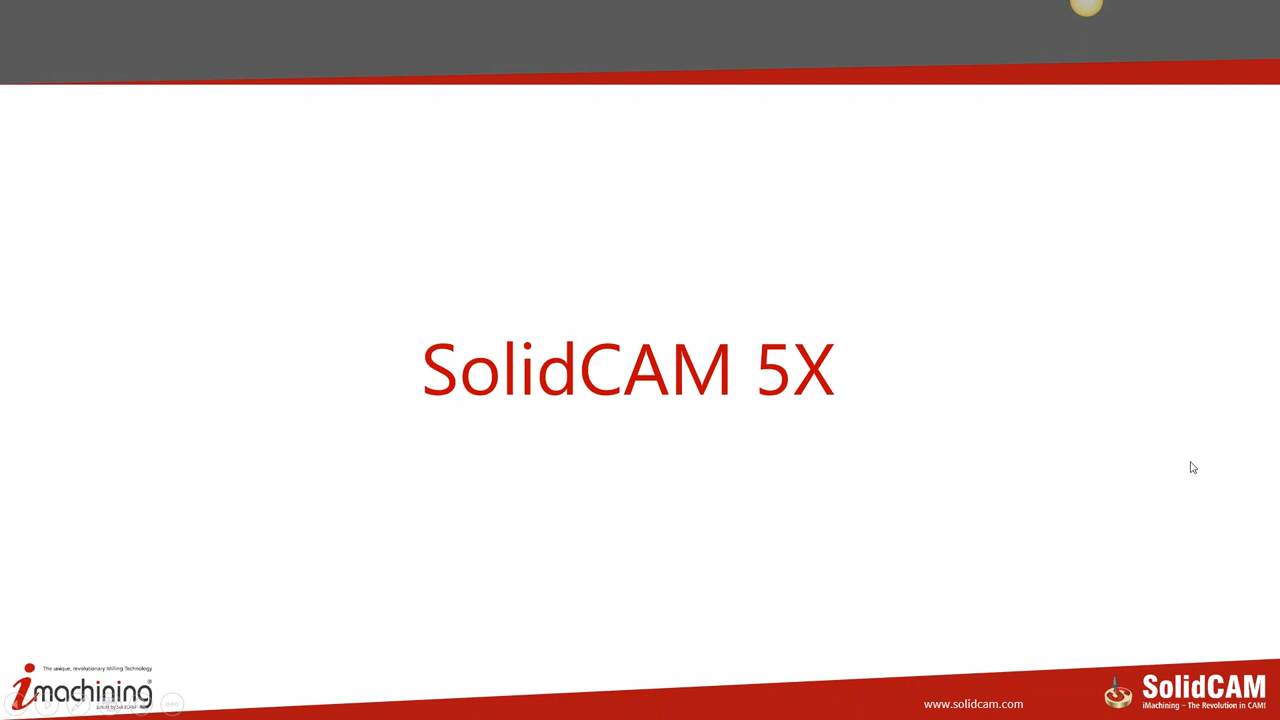 SolidCAM 5X
The unique, revolutionary Milling Technology
imachining
www.solidcam.com
SolidCAM
iMachining – The Revolution in CAM!